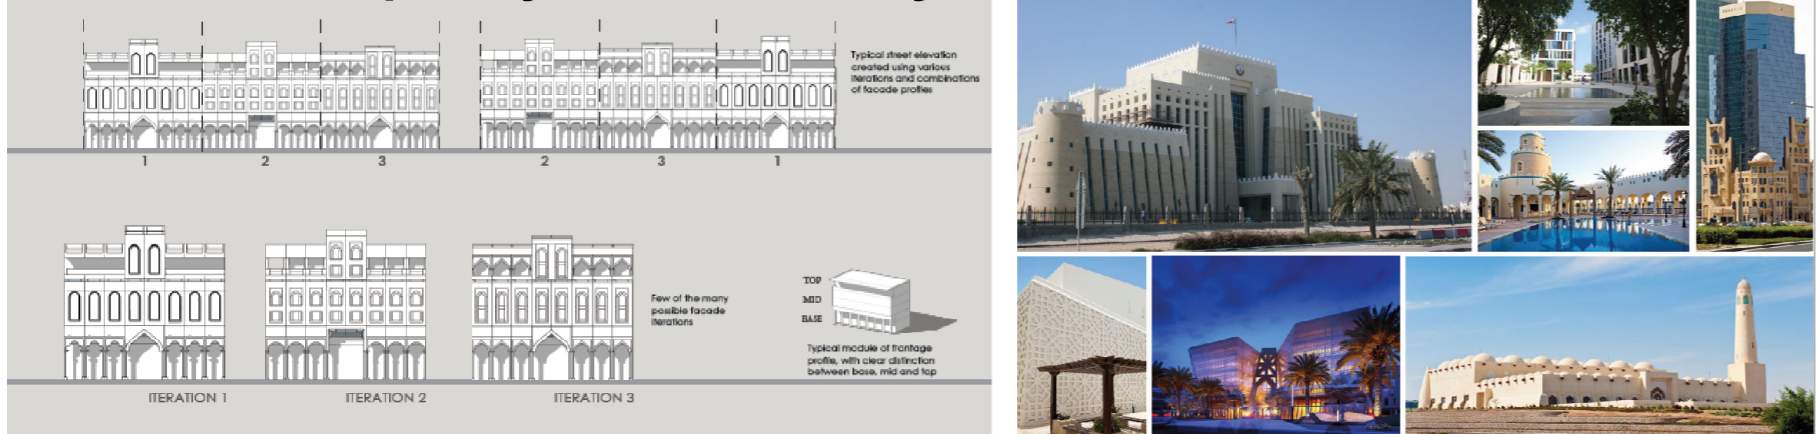 Typical street elevation
created using various
iterations and combinations
of facade profiles
1 2 3 2 3 1
Few of the many
possible facade
iterations
TOP
MID
BASE
Typical module of frontage
profile, with clear distinction
between base, mid and top
ITERATION 1 ITERATION 2 ITERATION 3